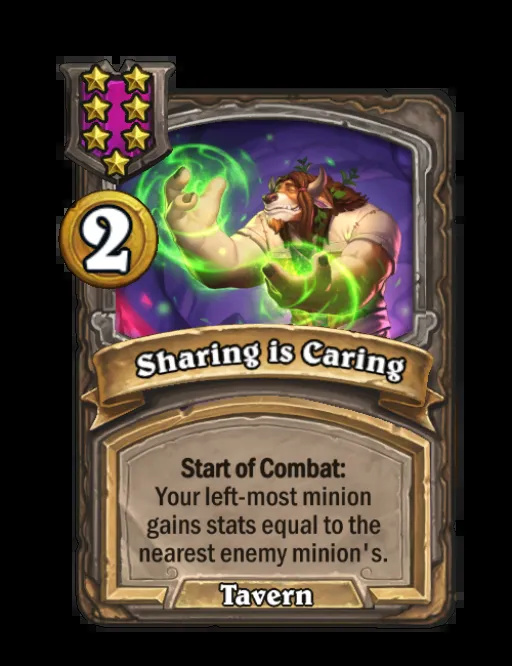 2
Sharing is Caring
Start of Combat:
Your left-most minion
gains stats equal to the
nearest enemy minion's.
Tavern